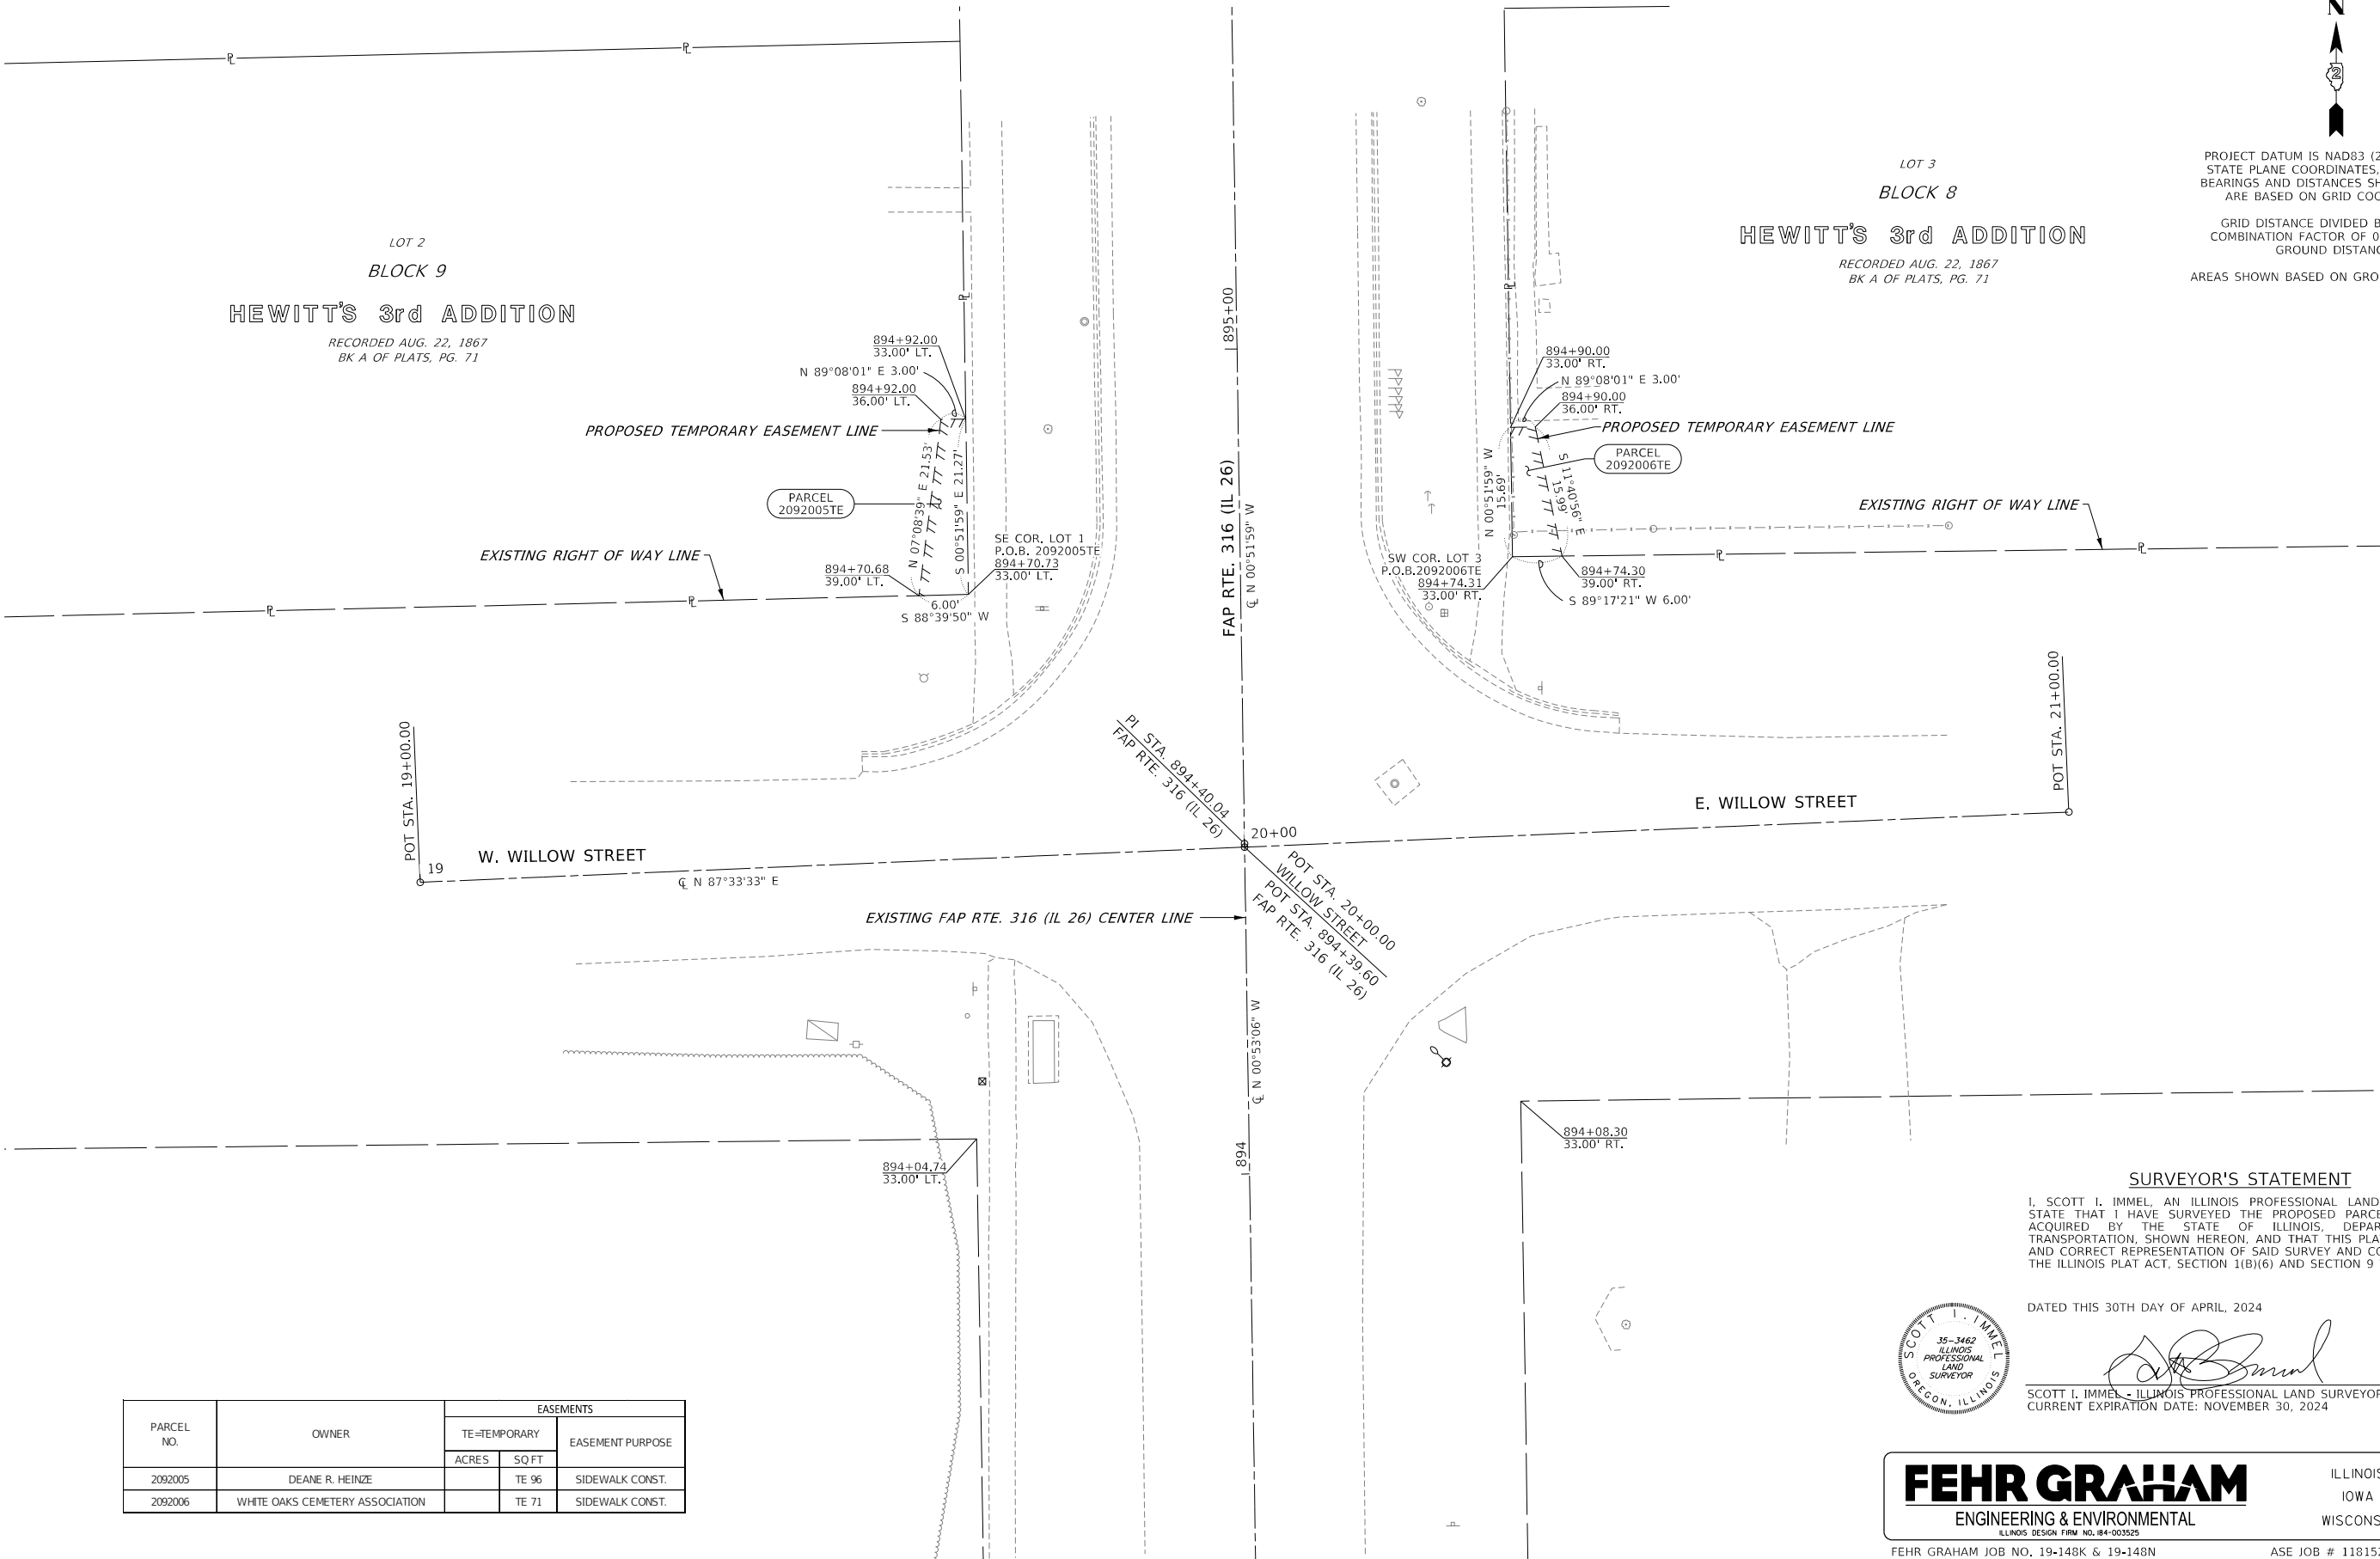 N
2
PROJECT DATUM IS NAD83
STATE PLANE COORDINATES,
BEARINGS AND DISTANCES
ARE BASED ON GRID
GRID DISTANCE DIVIDED
COMBINATION FACTOR OF
GROUND
AREAS SHOWN BASED ON
LOT 2
BLOCK 9
HEWITT'S 3rd ADDITION
RECORDED AUG. 22, 1867
BK A OF PLATS, PG. 71
LOT 3
BLOCK 8
HEWITT'S 3rd ADDITION
RECORDED AUG. 22, 1867
BK A OF PLATS, PG. 71
894+92.00
33.00' LT.
N 89°08'01" E 3.00'
894+92.00
36.00' LT.
PROPOSED TEMPORARY EASEMENT LINE
PARCEL
2092005TE
N 07°08'39" E 21.53'
S 00°51'59" E 21.27'
EXISTING RIGHT OF WAY LINE
894+70.68
39.00' LT.
SE COR. LOT 1
P.O.B. 2092005TE
894+70.73
33.00' LT.
6.00'
S 88°39'50" W
895+00
FAP RTE. 316 (IL 26)
℄ N 00°51'59" W
894+90.00
33.00' RT.
N 89°08'01" E 3.00'
894+90.00
36.00' RT.
PROPOSED TEMPORARY EASEMENT LINE
PARCEL
2092006TE
N 00°51'59" W
15.69'
S 11°40'56" E
15.99'
EXISTING RIGHT OF WAY LINE
SW COR. LOT 3
P.O.B.2092006TE
894+74.31
33.00' RT.
894+74.30
39.00' RT.
S 89°17'21" W 6.00'
POT STA. 19+00.00
19
W. WILLOW STREET
℄ N 87°33'33" E
PI STA. 894+40.04
FAP RTE. 316 (IL 26)
20+00
E. WILLOW STREET
POT STA. 21+00.00
POT STA. 20+00.00
WILLOW STREET
POT STA. 894+39.60
FAP RTE. 316 (IL 26)
EXISTING FAP RTE. 316 (IL 26) CENTER LINE
℄ N 00°53'06" W
894
894+04.74
33.00' LT.
894+08.30
33.00' RT.
SURVEYOR'S STATEMENT
I, SCOTT I. IMMEL, AN ILLINOIS PROFESSIONAL LAND
STATE THAT I HAVE SURVEYED THE PROPOSED
ACQUIRED BY THE STATE OF ILLINOIS,
TRANSPORTATION, SHOWN HEREON, AND THAT THIS
AND CORRECT REPRESENTATION OF SAID SURVEY AND
THE ILLINOIS PLAT ACT, SECTION 1(B)(6) AND SECTION 9
DATED THIS 30TH DAY OF APRIL, 2024
SCOTT I. IMMEL
35-3462
ILLINOIS
PROFESSIONAL
LAND
SURVEYOR
OREGON, ILLINOIS
SCOTT I. IMMEL - ILLINOIS PROFESSIONAL LAND SURVEYOR
CURRENT EXPIRATION DATE: NOVEMBER 30, 2024
PARCEL NO. OWNER EASEMENTS
TE=TEMPORARY EASEMENT PURPOSE
ACRES SQ FT
2092005 DEANE R. HEINZE TE 96 SIDEWALK CONST.
2092006 WHITE OAKS CEMETERY ASSOCIATION TE 71 SIDEWALK CONST.
FEHR GRAHAM
ENGINEERING & ENVIRONMENTAL
ILLINOIS DESIGN FIRM NO. 184-003525
ILLINOIS
IOWA
FEHR GRAHAM JOB NO. 19-148K & 19-148N
ASE JOB #